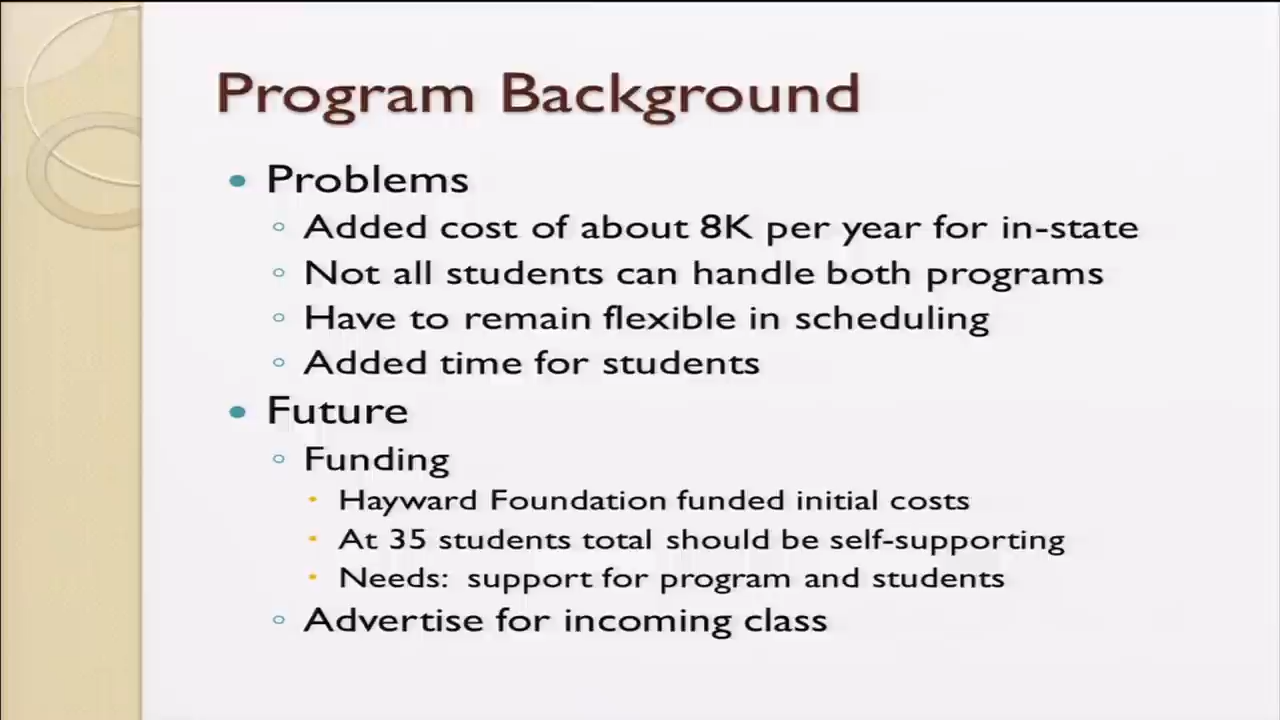 Program Background
• Problems
◦ Added cost of about 8K per year for in-state
◦ Not all students can handle both programs
◦ Have to remain flexible in scheduling
◦ Added time for students
• Future
◦ Funding
▪ Hayward Foundation funded initial costs
▪ At 35 students total should be self-supporting
▪ Needs:  support for program and students
◦ Advertise for incoming class